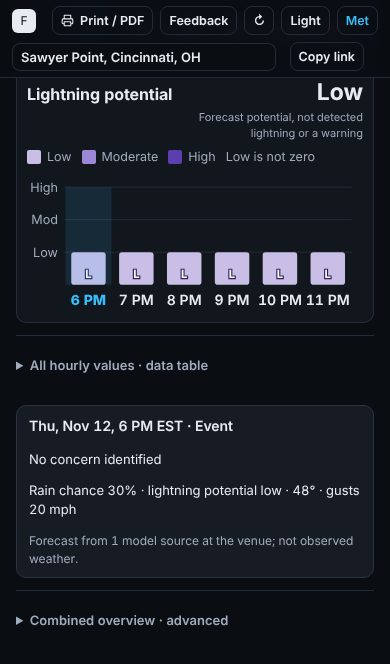 F
Print / PDF
Feedback
↻
Light
Met
Sawyer Point, Cincinnati, OH
Copy link
Lightning potential
Low
Forecast potential, not detected
lightning or a warning
Low Moderate High Low is not zero
High
Mod
Low
L L L L L L
6 PM 7 PM 8 PM 9 PM 10 PM 11 PM
▶ All hourly values · data table
Thu, Nov 12, 6 PM EST · Event
No concern identified
Rain chance 30% · lightning potential low · 48° · gusts
20 mph
Forecast from 1 model source at the venue; not observed
weather.
▶ Combined overview · advanced